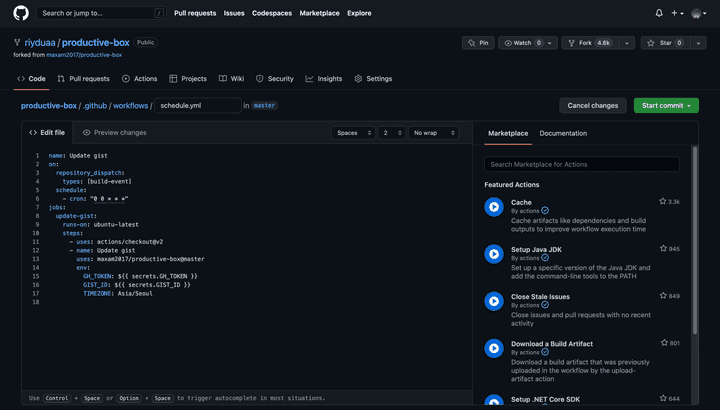 Search or jump to...
/
Pull requests
Issues
Codespaces
Marketplace
Explore
riyduaa / productive-box
Public
forked from maxam2017/productive-box
Pin
Watch
0
Fork
4.6k
Star
0
Code
Pull requests
Actions
Projects
Wiki
Security
Insights
Settings
productive-box / .github / workflows /
schedule.yml
in
master
Cancel changes
Start commit
<> Edit file
Preview changes
Spaces
2
No wrap
1 name: Update gist
2 on:
3 repository_dispatch:
4 types: [build-event]
5 schedule:
6 - cron: "0 0 * * *"
7 jobs:
8 update-gist:
9 runs-on: ubuntu-latest
10 steps:
11 - uses: actions/checkout@v2
12 - name: Update gist
13 uses: maxam2017/productive-box@master
14 env:
15 GH_TOKEN: ${{ secrets.GH_TOKEN }}
16 GIST_ID: ${{ secrets.GIST_ID }}
17 TIMEZONE: Asia/Seoul
18
Use Control + Space or Option + Space to trigger autocomplete in most situations.
Marketplace
Documentation
Search Marketplace for Actions
Featured Actions
Cache
3.3k
By actions
Cache artifacts like dependencies and build
outputs to improve workflow execution time
Setup Java JDK
945
By actions
Set up a specific version of the Java JDK and
add the command-line tools to the PATH
Close Stale Issues
849
By actions
Close issues and pull requests with no recent
activity
Download a Build Artifact
801
By actions
Download a build artifact that was previously
uploaded in the workflow by the upload-
artifact action
Setup .NET Core SDK
644
By actions